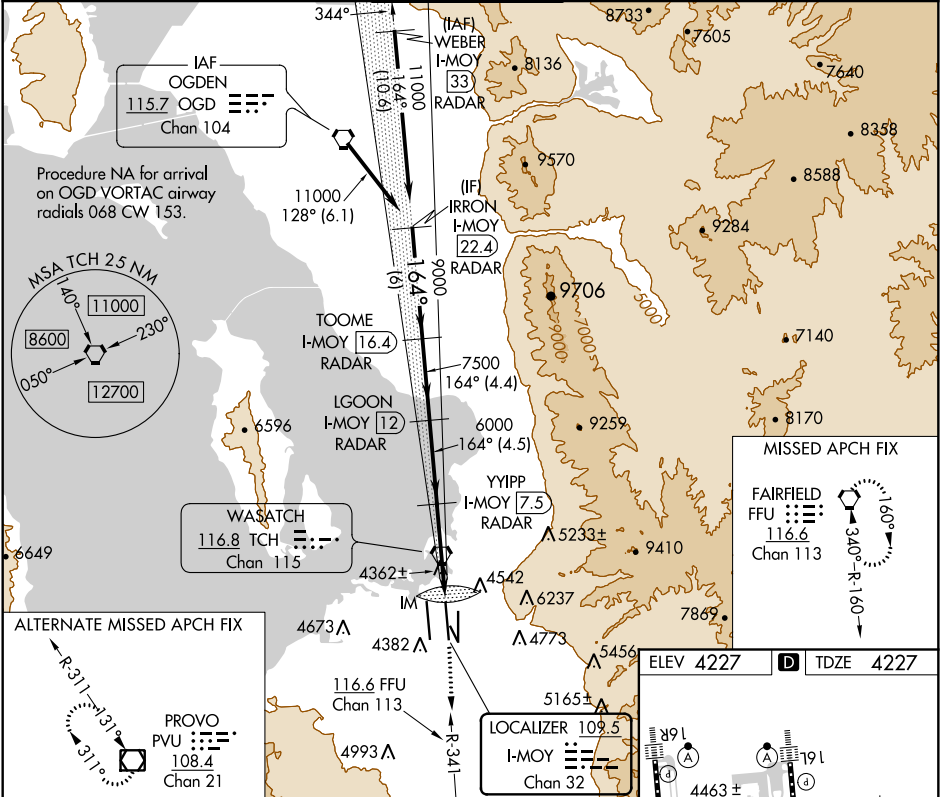 344°
(IAF)
WEBER
I-MOY
33
RADAR
11000
164°
(10.6)
8733
7605
8136
7640
IAF
OGDEN
115.7 OGD
Chan 104
8358
9570
8588
Procedure NA for arrival
on OGD VORTAC airway
radials 068 CW 153.
11000
128° (6.1)
(IF)
IRRON
I-MOY
22.4
RADAR
9284
9000
164°
(6)
MSA TCH 25 NM
140°
11000
8600
230°
050°
12700
9706
9000
7000
5000
TOOME
I-MOY 16.4
RADAR
7140
7500
164° (4.4)
LGOON
I-MOY 12
RADAR
6000
164° (4.5)
6596
9259
8170
YYIPP
I-MOY 7.5
RADAR
MISSED APCH FIX
FAIRFIELD
FFU
116.6
Chan 113
160°
340°
R-160
WASATCH
116.8 TCH
Chan 115
5233±
9410
6649
4362±
4542
IM
6237
7869
ALTERNATE MISSED APCH FIX
R-311
131°
311°
PROVO
PVU
108.4
Chan 21
4673
4382
4773
5456
116.6 FFU
Chan 113
R-341
5165±
4993
LOCALIZER 109.5
I-MOY
Chan 32
ELEV 4227
D
TDZE 4227
16R
A
P
A
16L
P
4463 ±